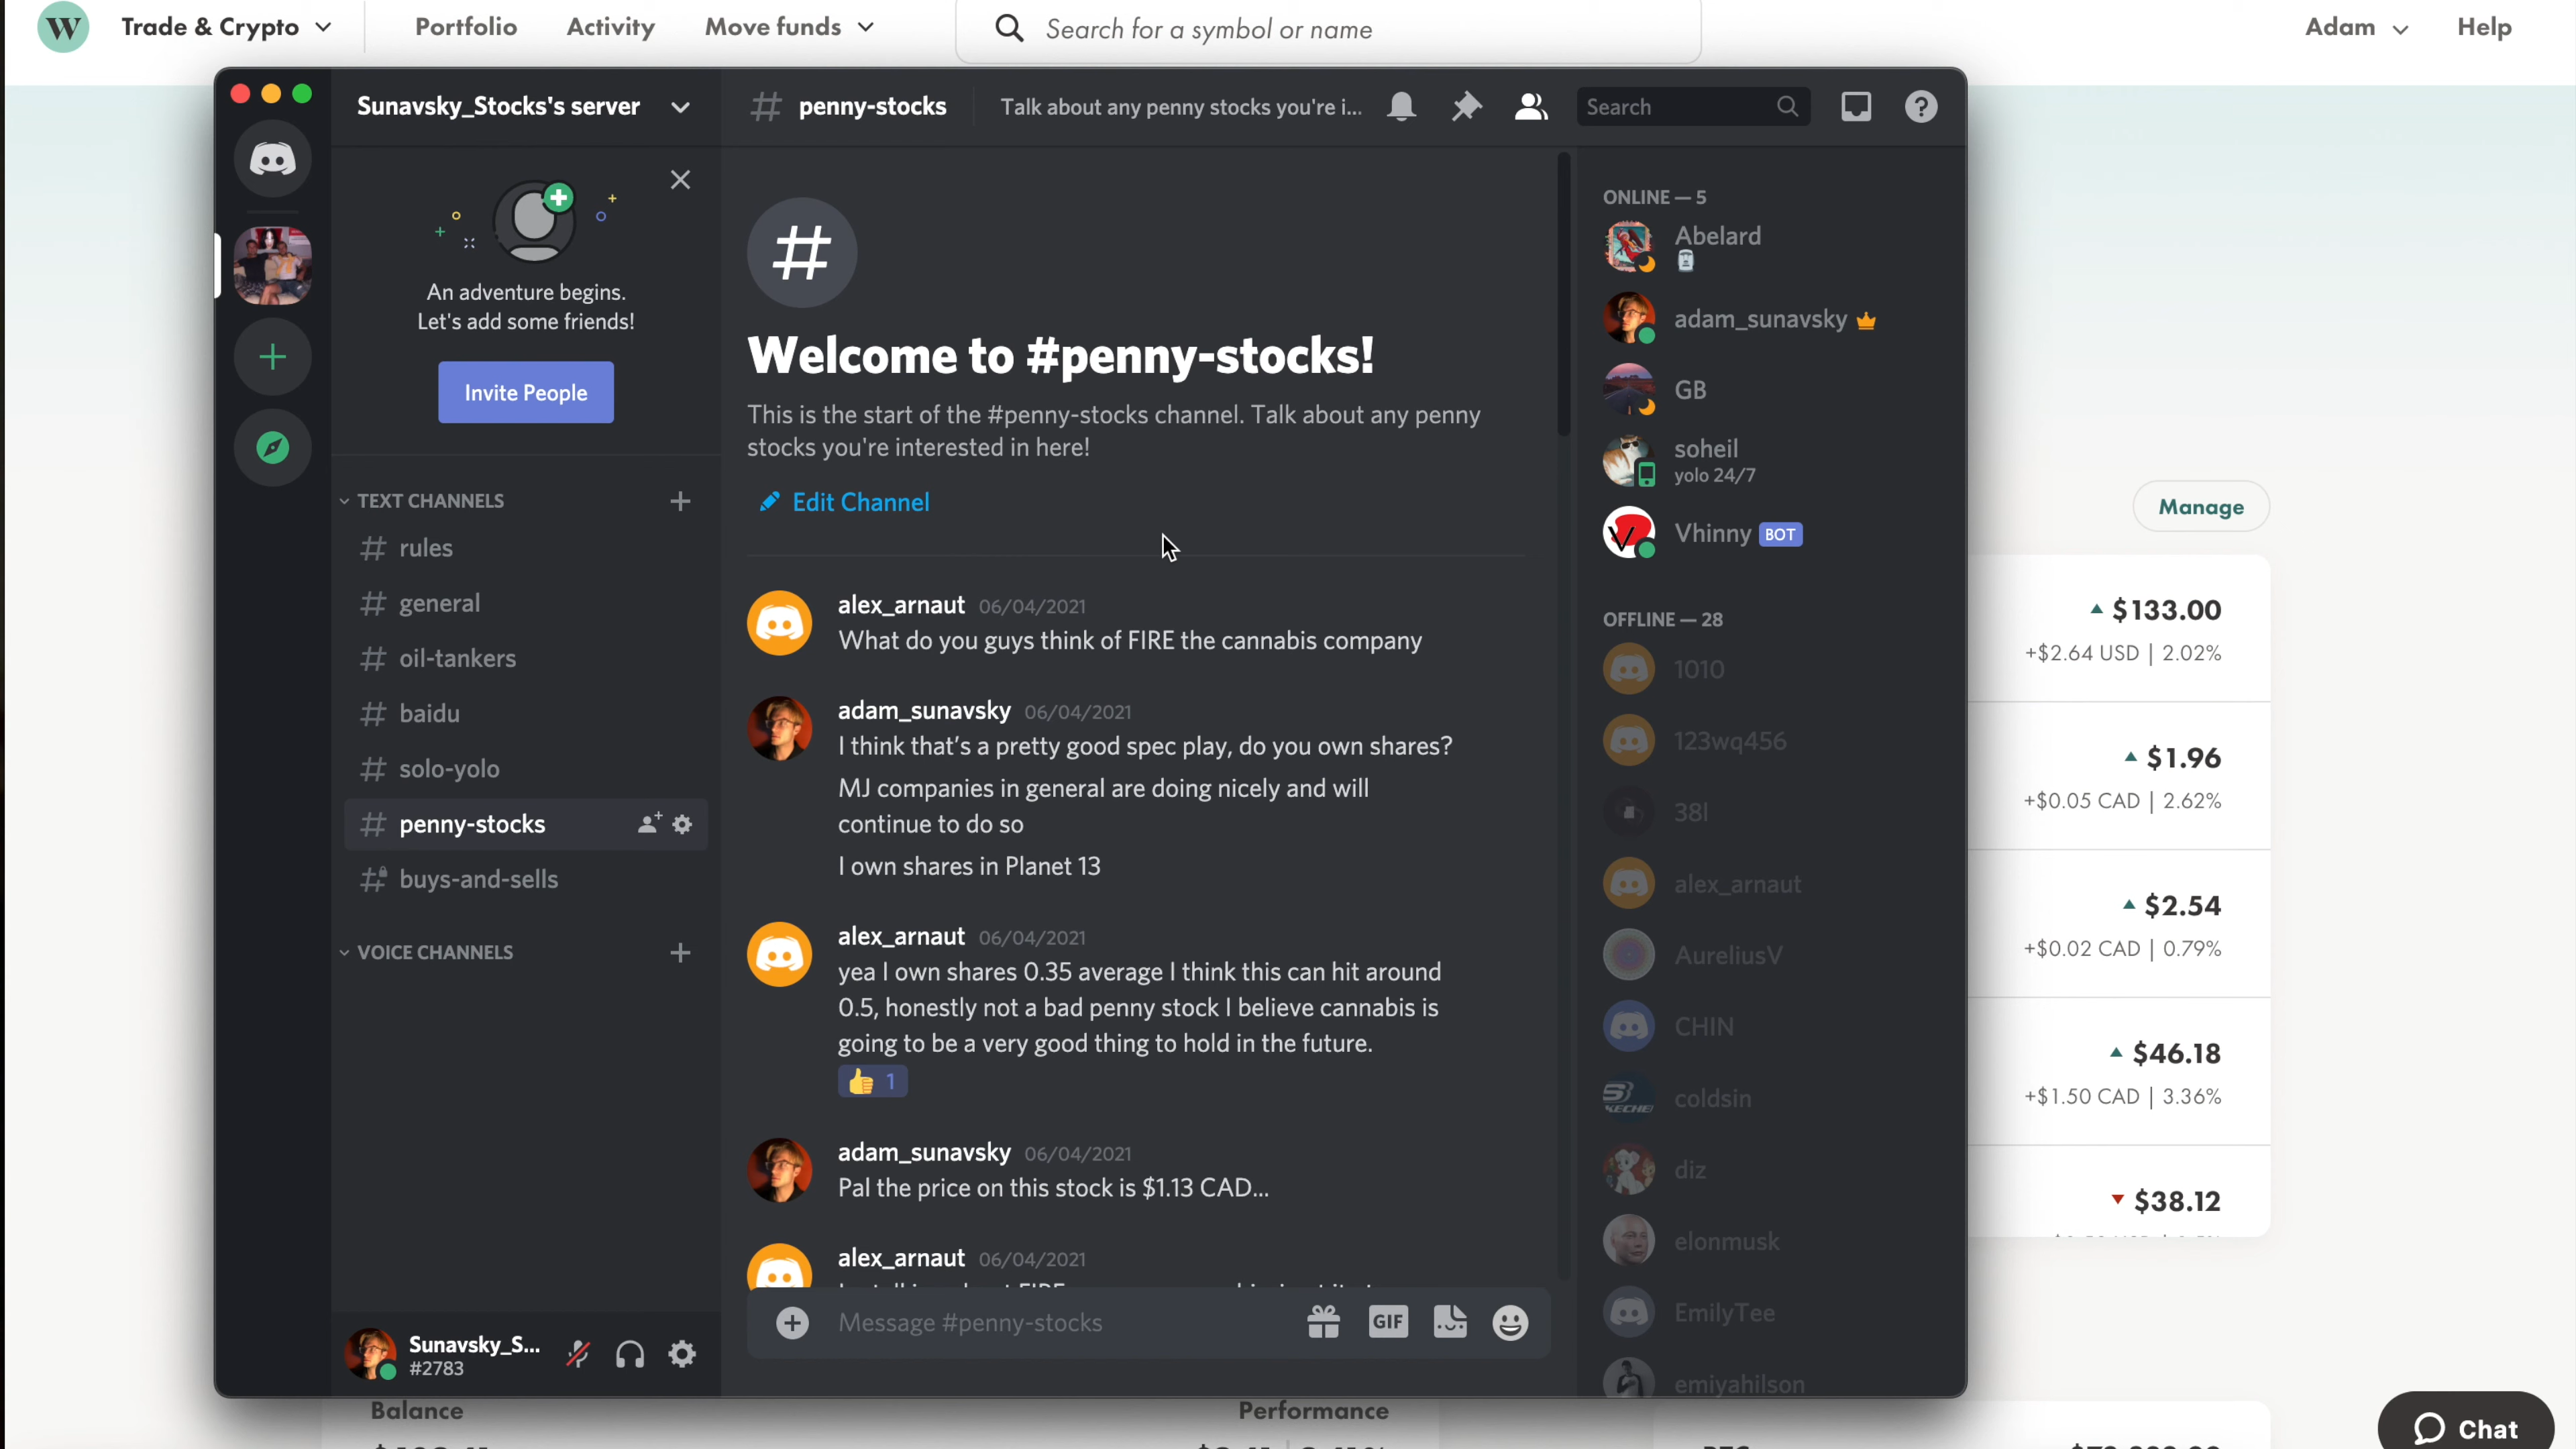 W Trade & Crypto Portfolio Activity Move funds Search for a symbol or name Adam Help
Sunavsky_Stocks's server
An adventure begins.
Let's add some friends!
Invite People
TEXT CHANNELS
rules
general
oil-tankers
baidu
solo-yolo
penny-stocks
buys-and-sells
VOICE CHANNELS
Sunavsky_S...
#2783
# penny-stocks Talk about any penny stocks you're i... Search
#
Welcome to #penny-stocks!
This is the start of the #penny-stocks channel. Talk about any penny
stocks you're interested in here!
Edit Channel
alex_arnaut 06/04/2021
What do you guys think of FIRE the cannabis company
adam_sunavsky 06/04/2021
I think that's a pretty good spec play, do you own shares?
MJ companies in general are doing nicely and will
continue to do so
I own shares in Planet 13
alex_arnaut 06/04/2021
yea I own shares 0.35 average I think this can hit around
0.5, honestly not a bad penny stock I believe cannabis is
going to be a very good thing to hold in the future.
👍 1
adam_sunavsky 06/04/2021
Pal the price on this stock is $1.13 CAD...
alex_arnaut 06/04/2021
Message #penny-stocks GIF
ONLINE — 5
Abelard
🗿
adam_sunavsky
GB
soheil
yolo 24/7
Vhinny BOT
OFFLINE — 28
1010
123wq456
38l
alex_arnaut
AureliusV
CHIN
coldsin
diz
elonmusk
EmilyTee
emiyahilson
Manage
$133.00
+$2.64 USD | 2.02%
$1.96
+$0.05 CAD | 2.62%
$2.54
+$0.02 CAD | 0.79%
$46.18
+$1.50 CAD | 3.36%
$38.12
Balance
Performance
Chat